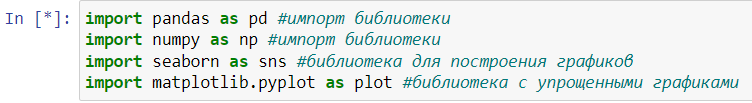 In [*]: import pandas as pd #импорт библиотеки
import numpy as np #импорт библиотеки
import seaborn as sns #библиотека для построения графиков
import matplotlib.pyplot as plot #библиотека с упрощенными графиками